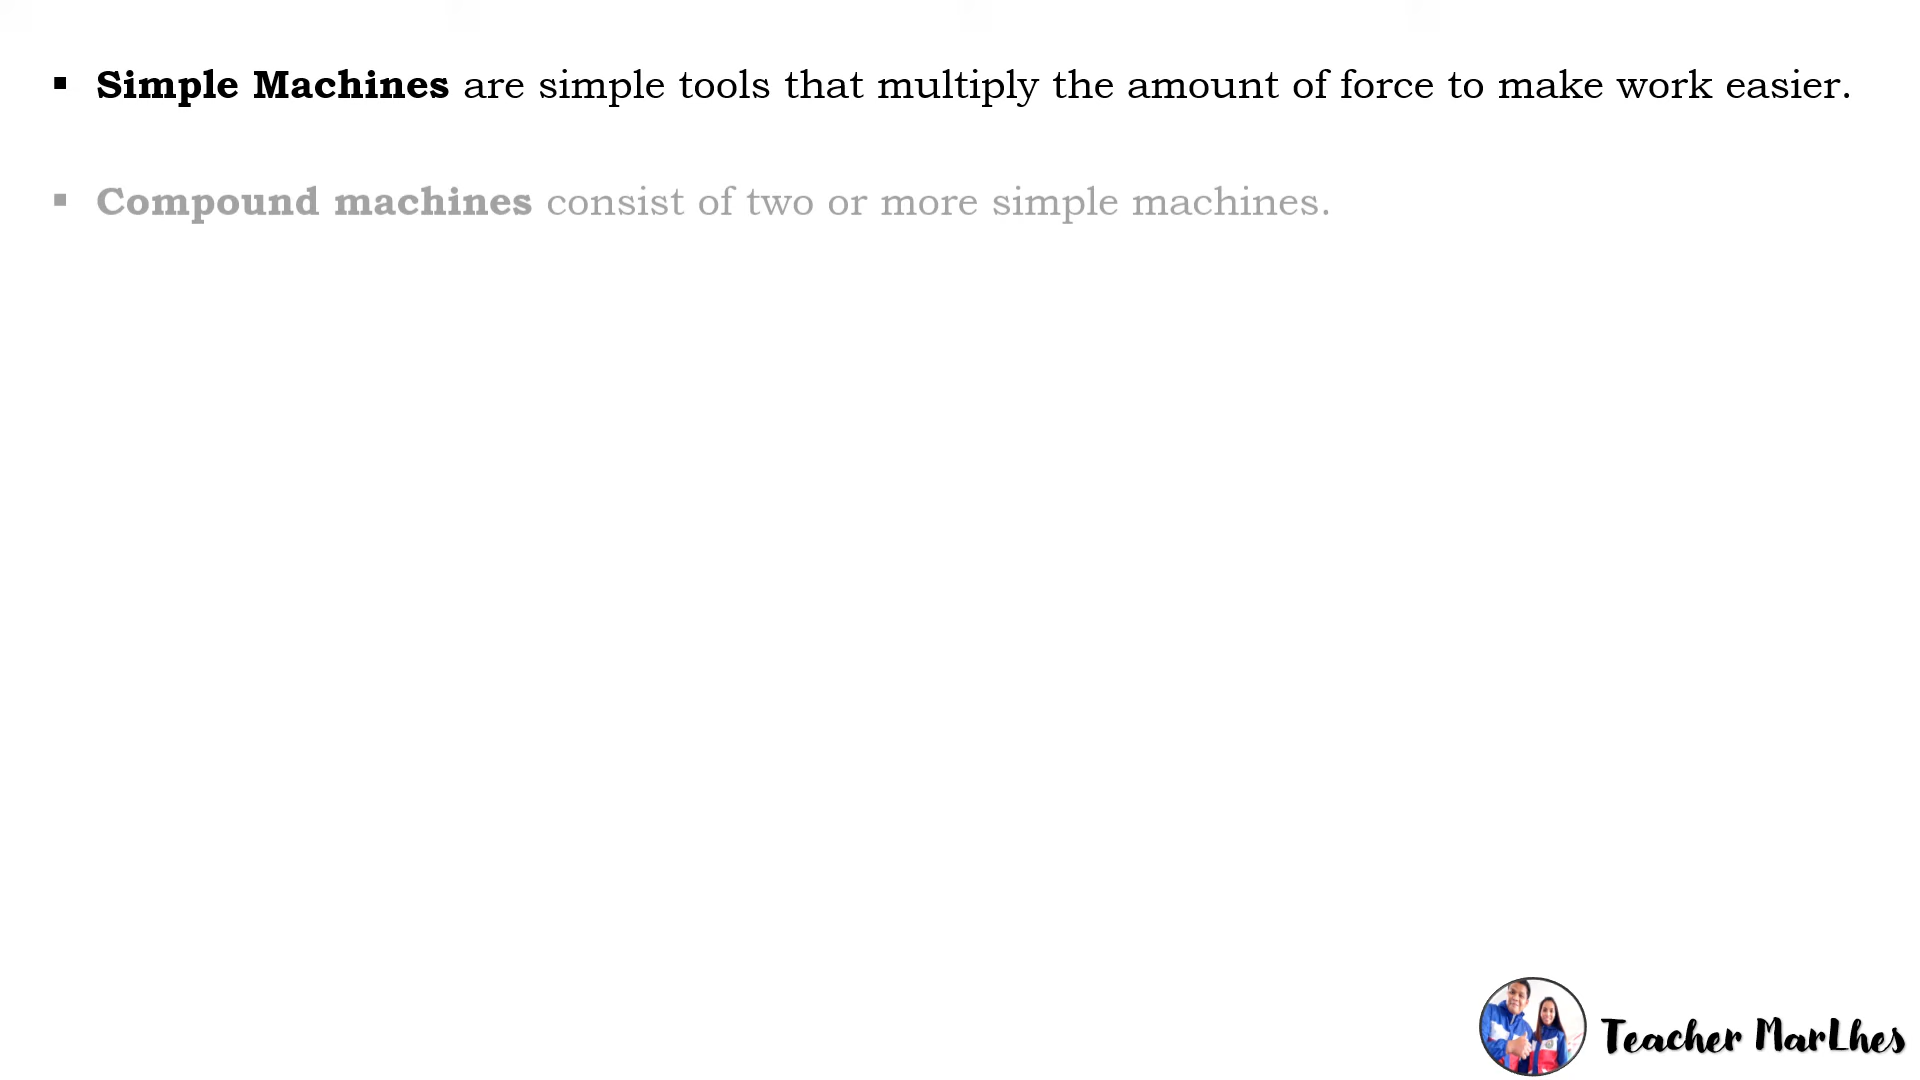 ▪ Simple Machines are simple tools that multiply the amount of force to make work easier.
▪ Compound machines consist of two or more simple machines.
Teacher MarLhes